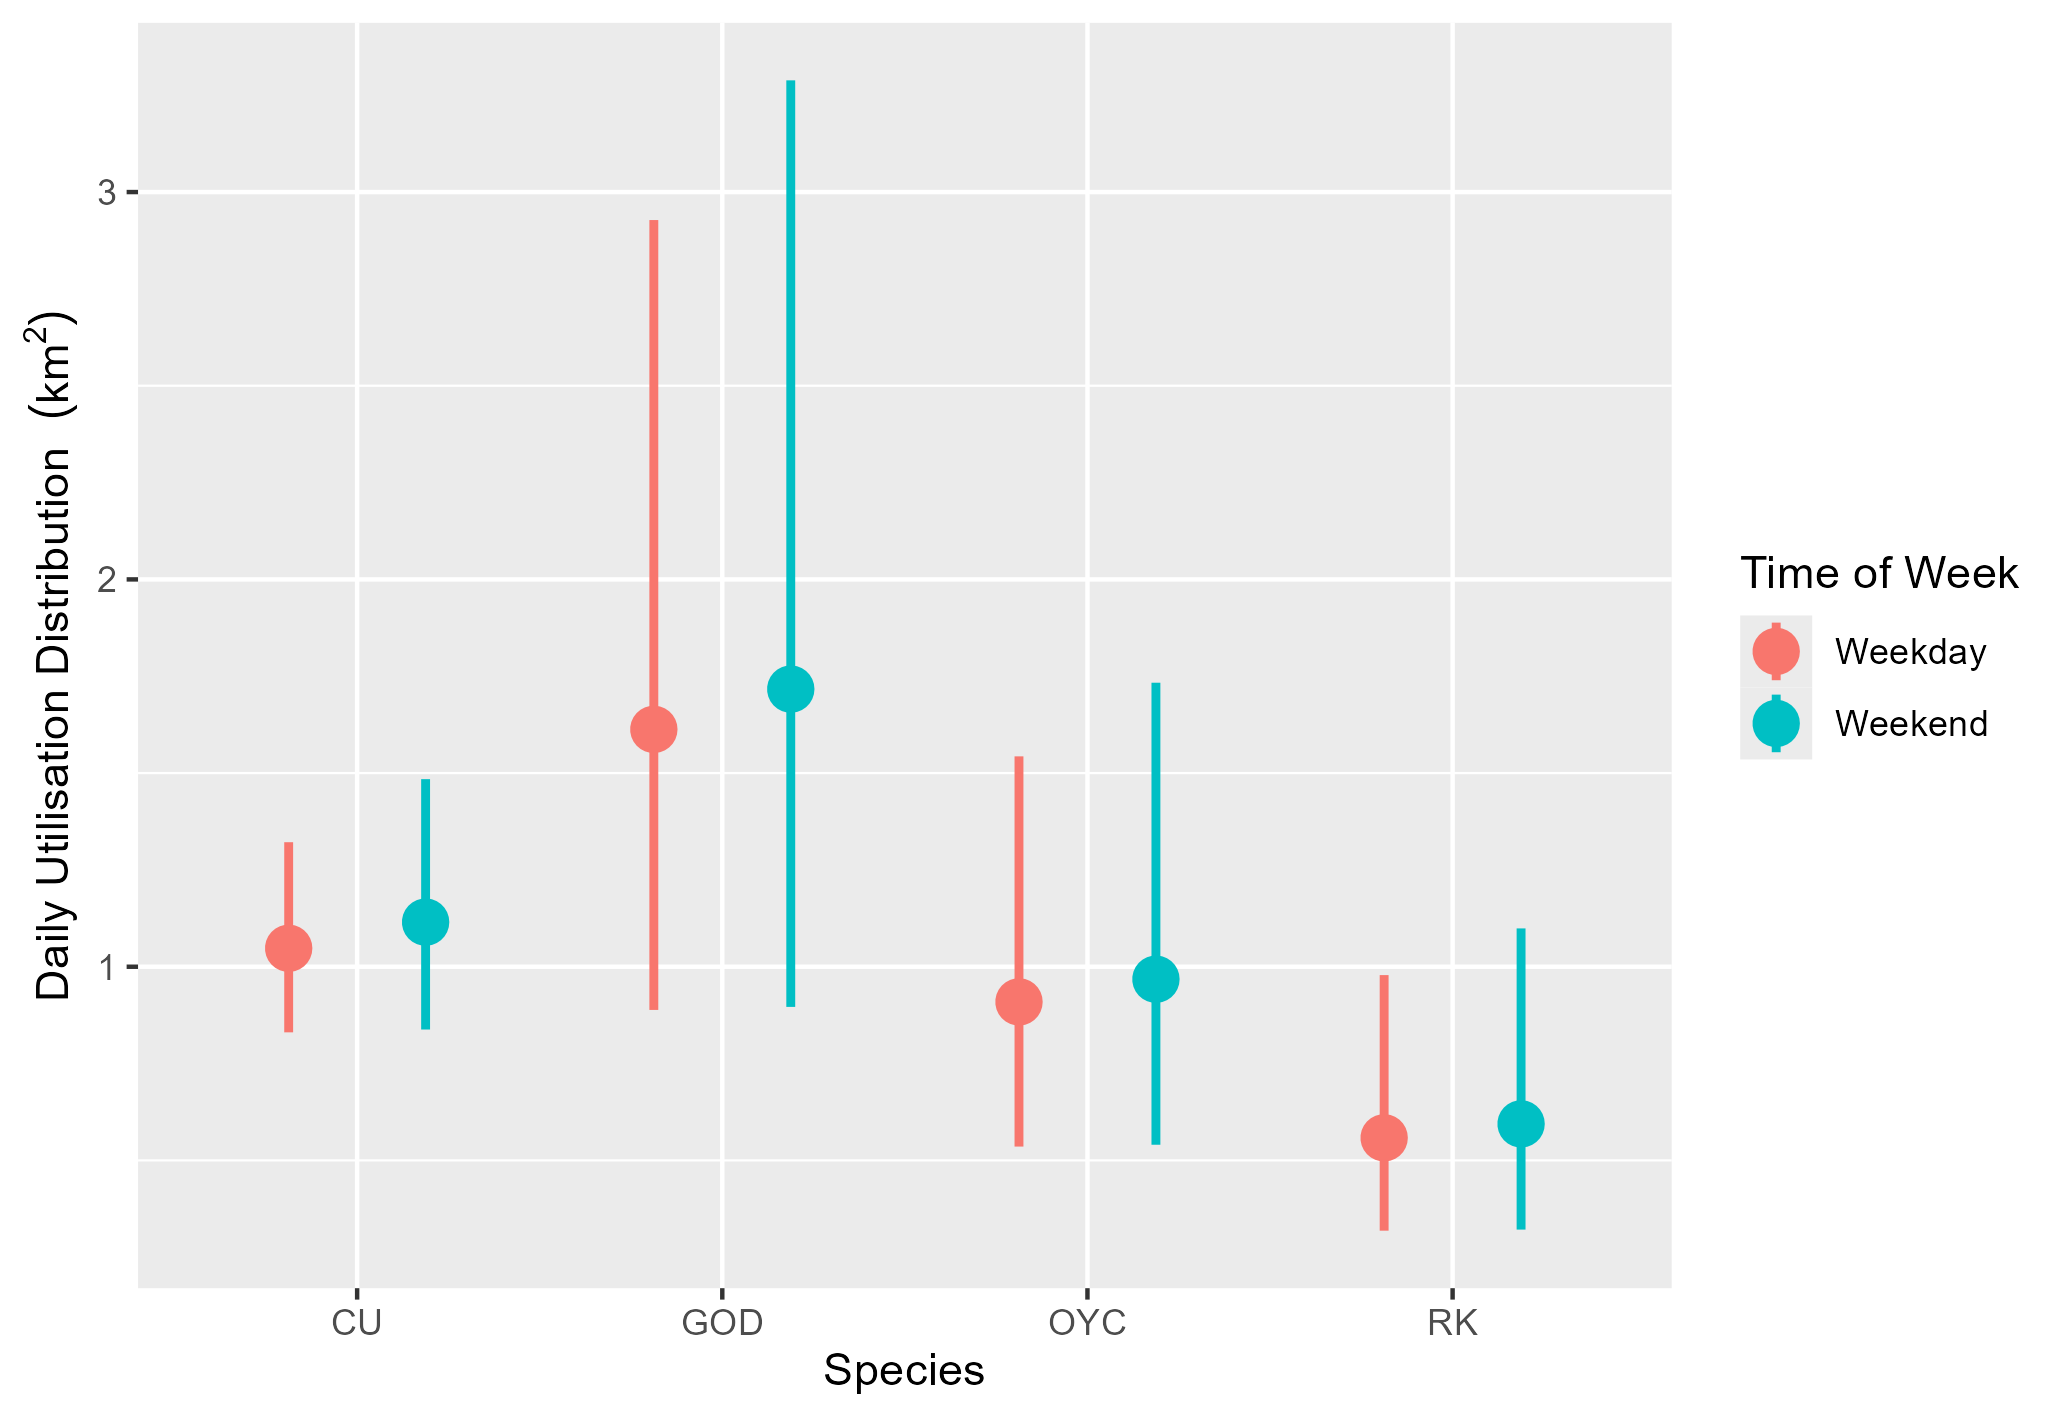 Daily Utilisation Distribution (km²)
3
2
1
CU GOD OYC RK
Species
Time of Week
Weekday
Weekend